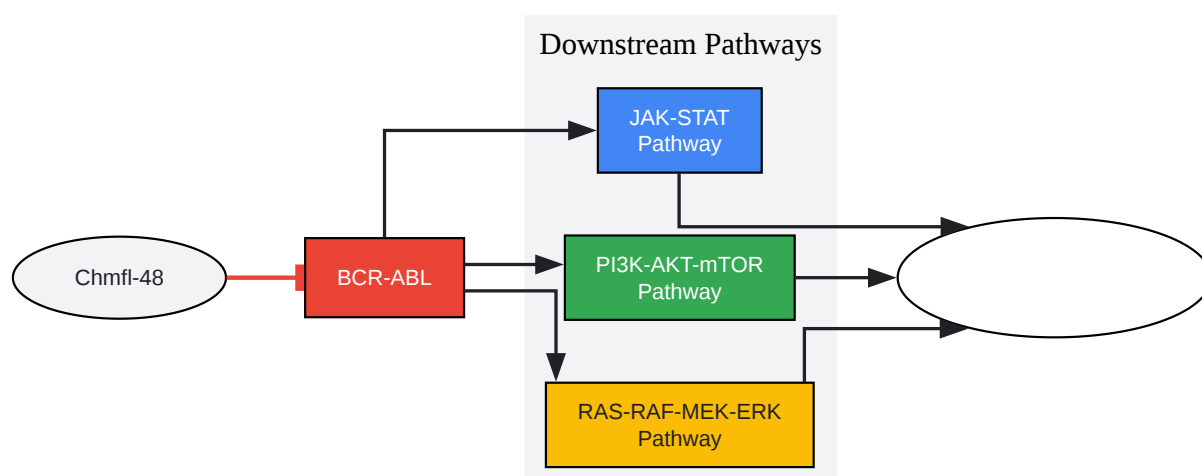 Downstream Pathways
JAK-STAT
Pathway
Chmfl-48
BCR-ABL
PI3K-AKT-mTOR
Pathway
RAS-RAF-MEK-ERK
Pathway